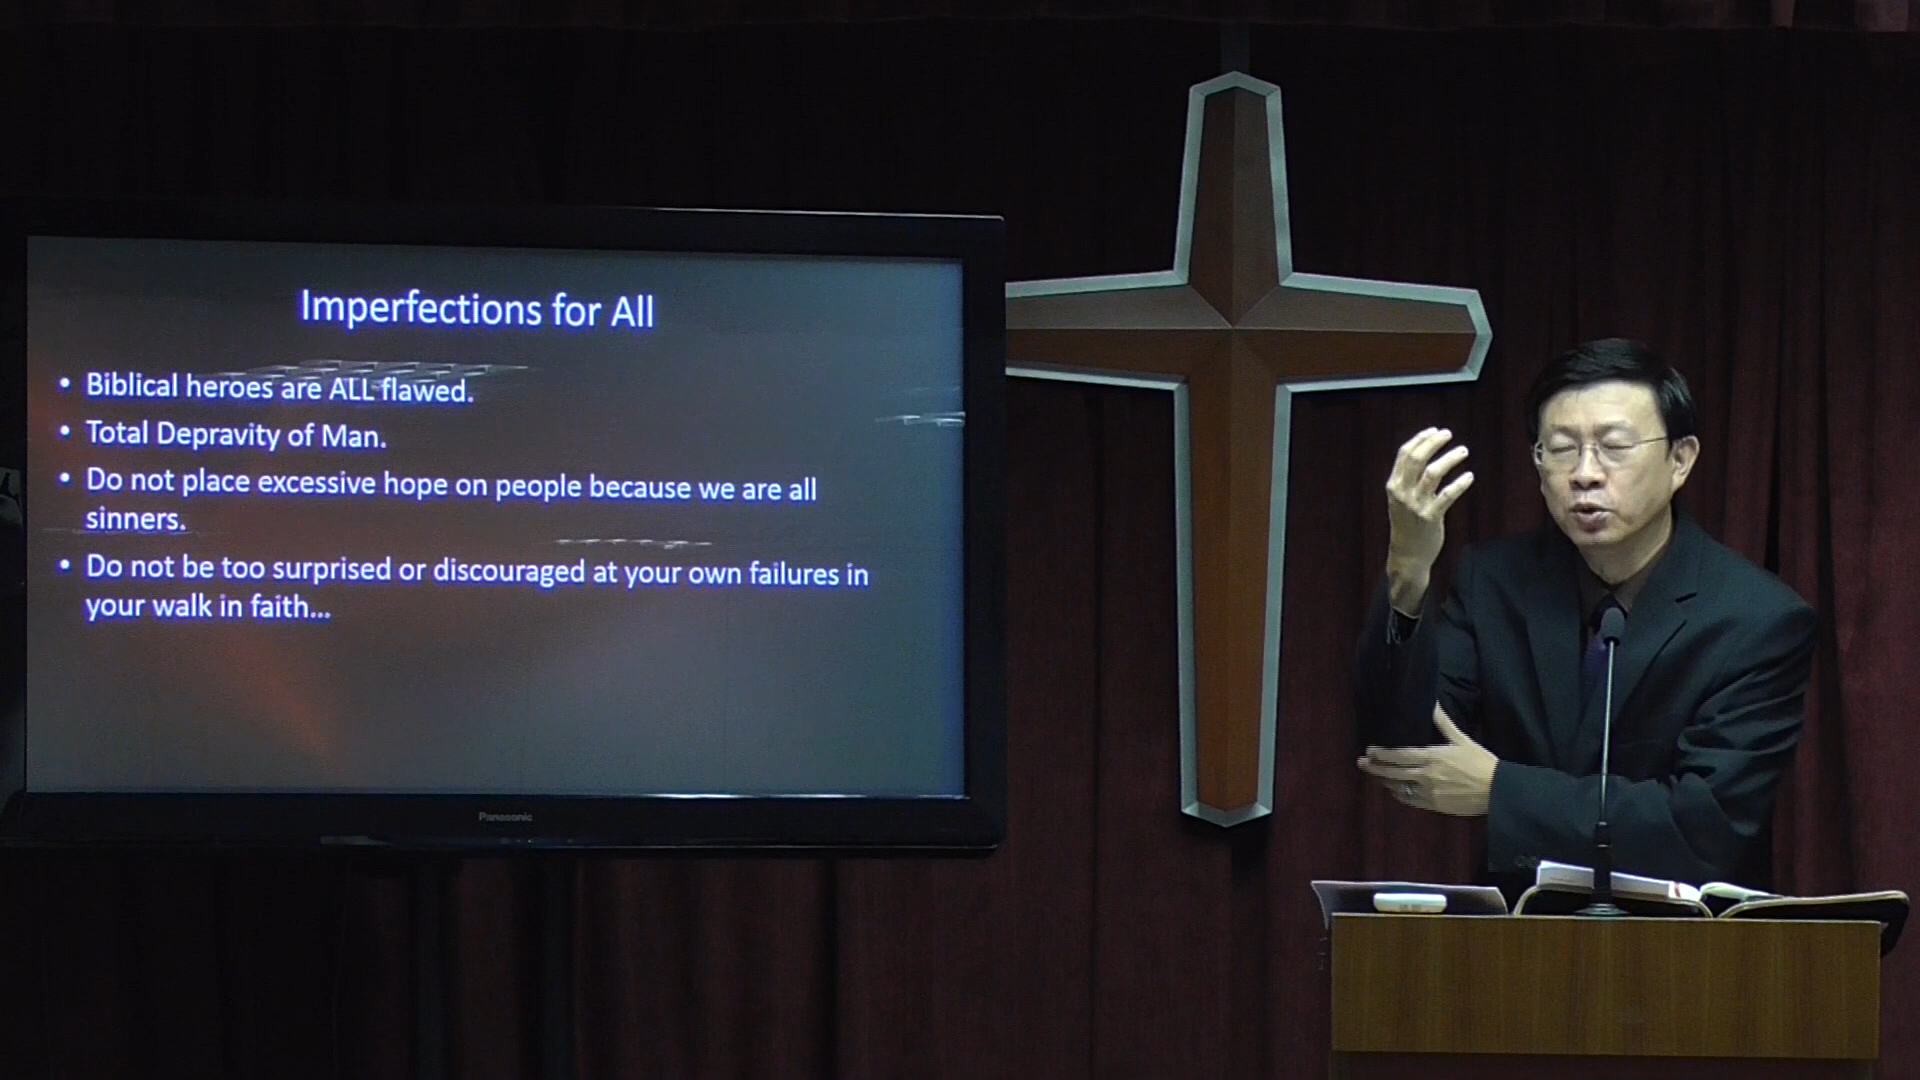 Imperfections for All
• Biblical heroes are ALL flawed.
• Total Depravity of Man.
• Do not place excessive hope on people because we are all
sinners.
• Do not be too surprised or discouraged at your own failures in
your walk in faith...
Panasonic